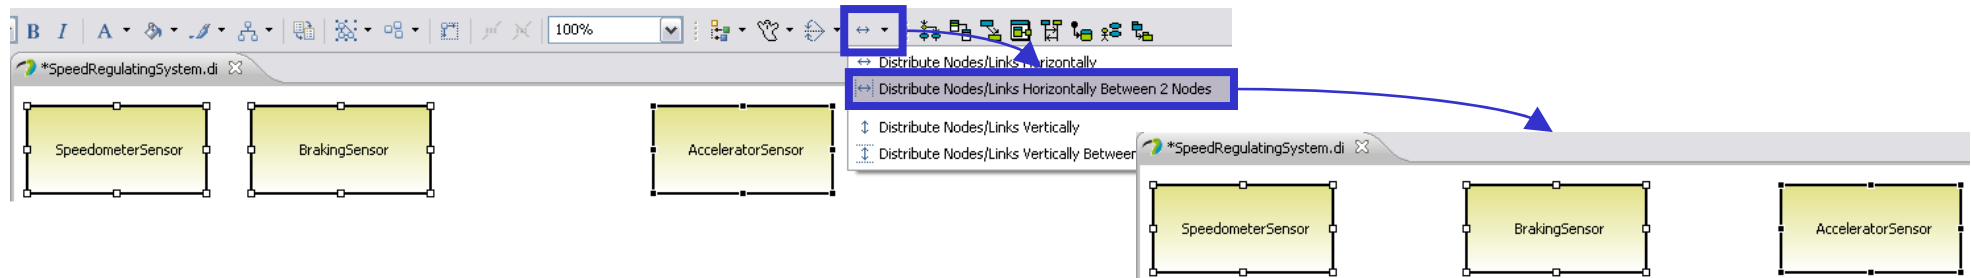 B I A 100%
*SpeedRegulatingSystem.di
Distribute Nodes/Links Horizontally
Distribute Nodes/Links Horizontally Between 2 Nodes
Distribute Nodes/Links Vertically
Distribute Nodes/Links Vertically Between
SpeedometerSensor BrakingSensor AcceleratorSensor
*SpeedRegulatingSystem.di
SpeedometerSensor BrakingSensor AcceleratorSensor